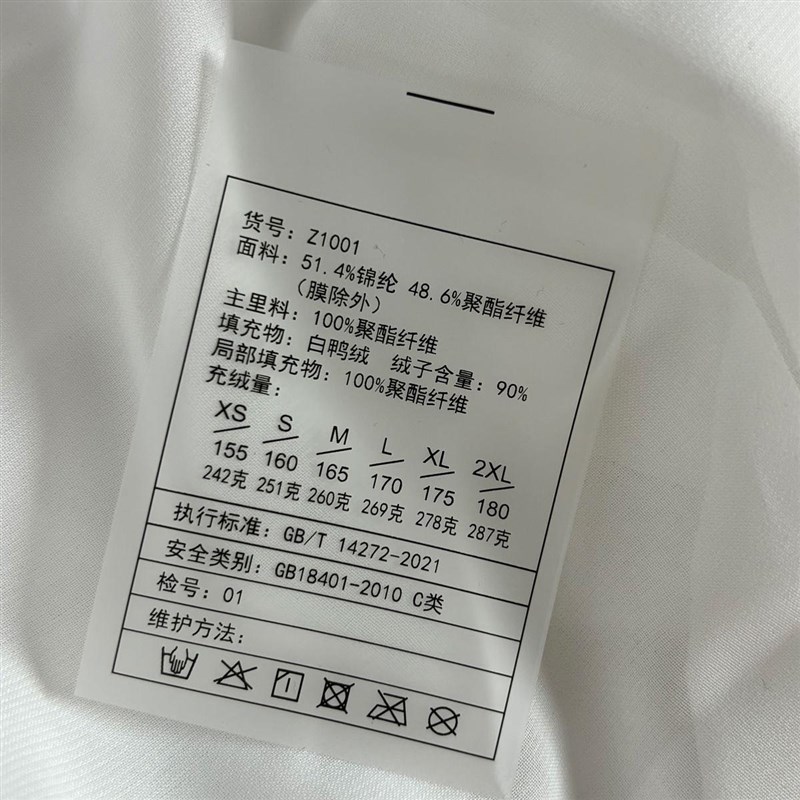 货号：Z1001
面料：51.4%锦纶 48.6%聚酯纤维
（膜除外）
主里料：100%聚酯纤维
填充物：白鸭绒 绒子含量：90%
局部填充物：100%聚酯纤维
充绒量：
XS S M L XL 2XL
155 160 165 170 175 180
242克 251克 260克 269克 278克 287克
执行标准：GB/T 14272-2021
安全类别：GB18401-2010 C类
检号：01
维护方法：